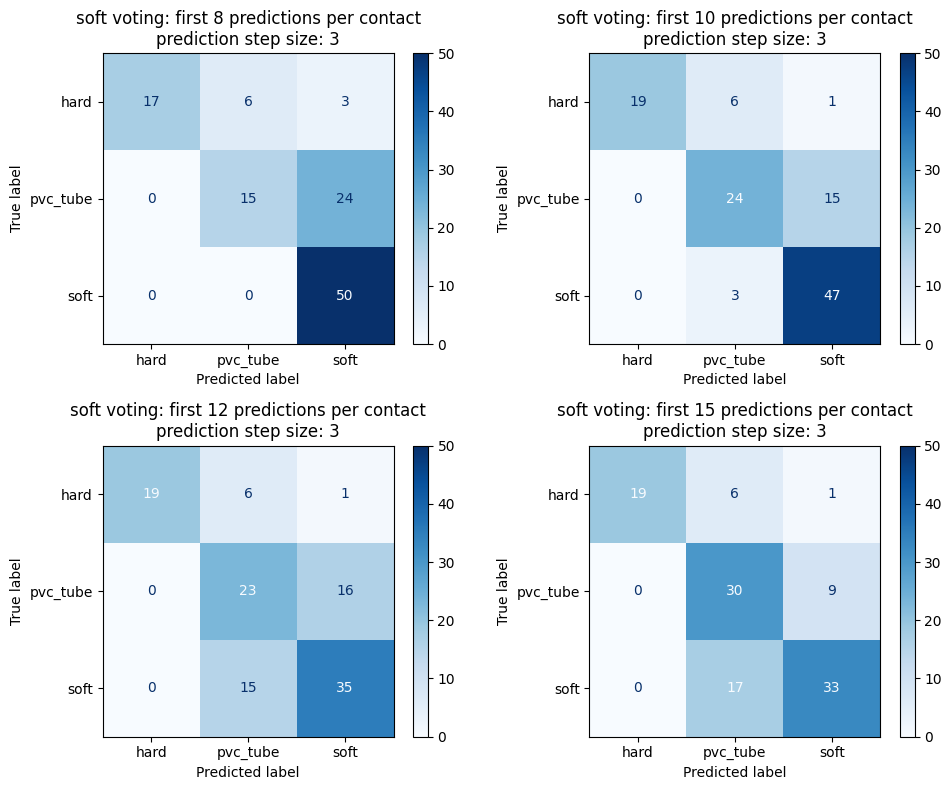 soft voting: first 8 predictions per contact
prediction step size: 3
50
40
30
20
10
0
hard
17 6 3
pvc_tube
0 15 24
soft
0 0 50
hard pvc_tube soft
True label
Predicted label
soft voting: first 10 predictions per contact
prediction step size: 3
50
40
30
20
10
0
hard
19 6 1
pvc_tube
0 24 15
soft
0 3 47
hard pvc_tube soft
True label
Predicted label
soft voting: first 12 predictions per contact
prediction step size: 3
50
40
30
20
10
0
hard
19 6 1
pvc_tube
0 23 16
soft
0 15 35
hard pvc_tube soft
True label
Predicted label
soft voting: first 15 predictions per contact
prediction step size: 3
50
40
30
20
10
0
hard
19 6 1
pvc_tube
0 30 9
soft
0 17 33
hard pvc_tube soft
True label
Predicted label